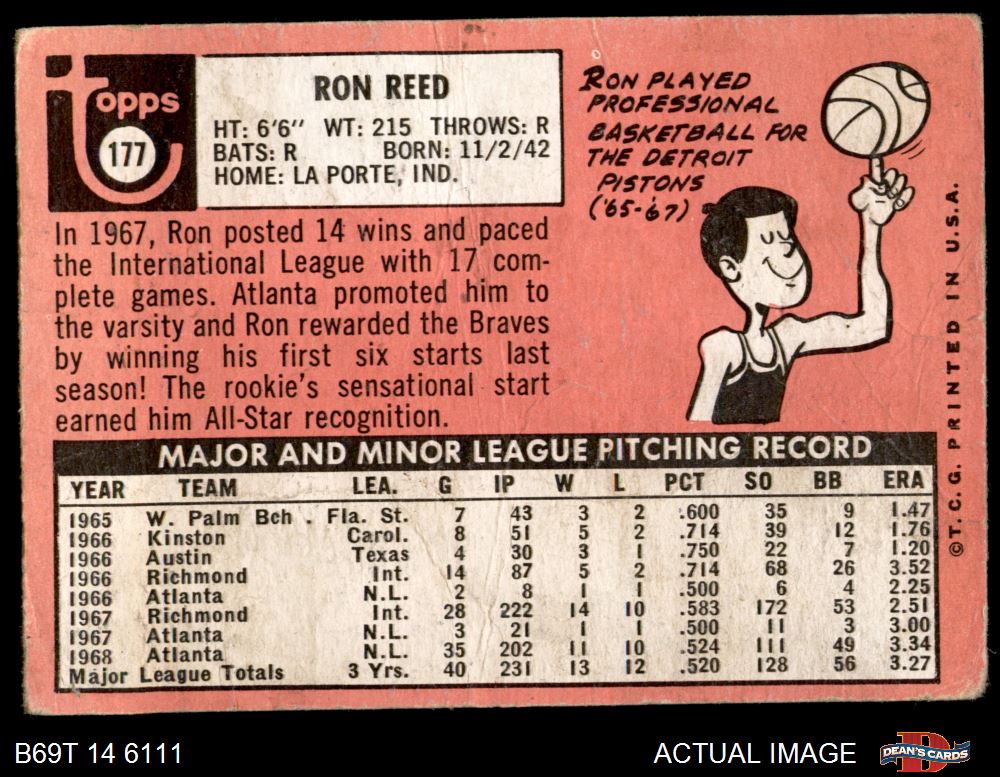 Topps
177
RON REED
HT: 6'6" WT: 215 THROWS: R
BATS: R BORN: 11/2/42
HOME: LA PORTE, IND.
RON PLAYED
PROFESSIONAL
BASKETBALL FOR
THE DETROIT
PISTONS
('65-'67)
In 1967, Ron posted 14 wins and paced
the International League with 17 com-
plete games. Atlanta promoted him to
the varsity and Ron rewarded the Braves
by winning his first six starts last
season! The rookie's sensational start
earned him All-Star recognition.
MAJOR AND MINOR LEAGUE PITCHING RECORD
YEAR TEAM LEA. G IP W L PCT SO BB ERA
1965 W. Palm Bch . Fla. St. 7 43 3 2 .600 35 9 1.47
1966 Kinston Carol. 8 51 5 2 .714 39 12 1.76
1966 Austin Texas 4 30 3 1 .750 22 7 1.20
1966 Richmond Int. 14 87 5 2 .714 68 26 3.52
1966 Atlanta N.L. 2 8 1 1 .500 6 4 2.25
1967 Richmond Int. 28 222 14 10 .583 172 53 2.51
1967 Atlanta N.L. 3 21 1 1 .500 11 3 3.00
1968 Atlanta N.L. 35 202 11 10 .524 111 49 3.34
Major League Totals 3 Yrs. 40 231 13 12 .520 128 56 3.27
© T. C. G. PRINTED IN U.S.A.
B69T 14 6111
ACTUAL IMAGE
DEAN'S CARDS